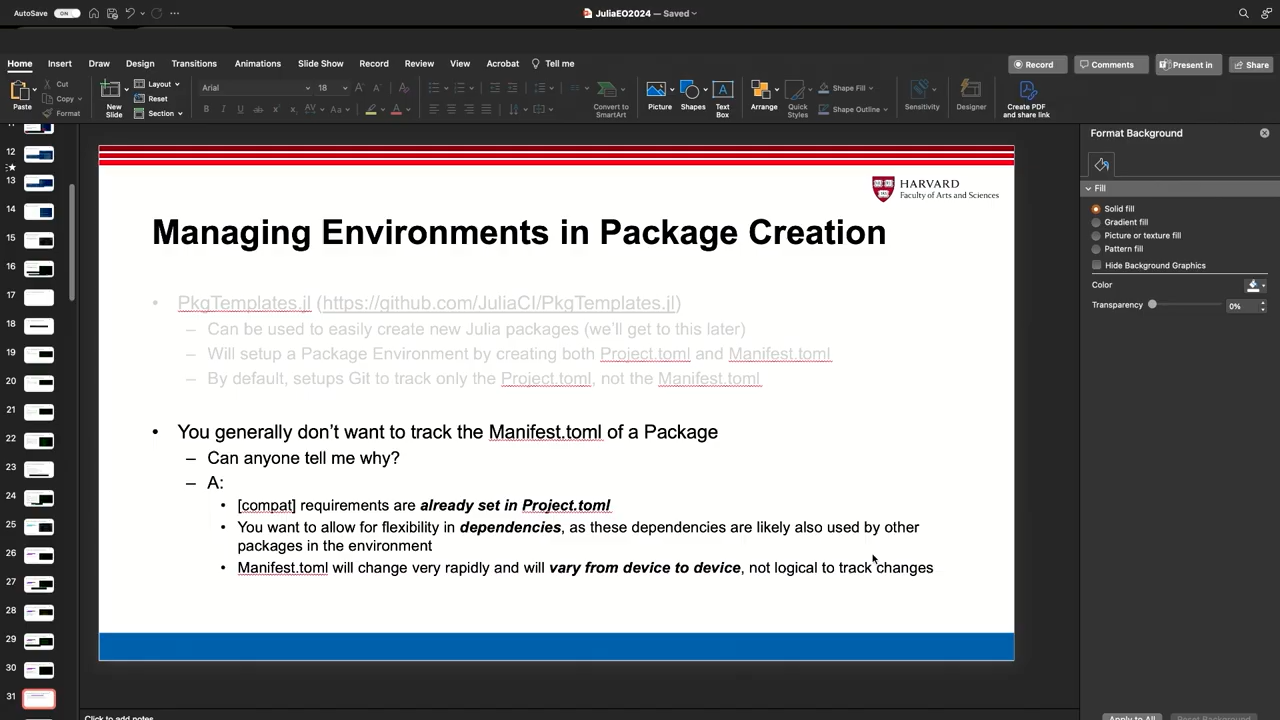 AutoSave ON
JuliaEO2024 — Saved
Home Insert Draw Design Transitions Animations Slide Show Record Review View Acrobat Tell me
Record Comments Present in Share
Paste
Cut
Copy
Format
New Slide
Layout
Reset
Section
Arial 18
Convert to SmartArt
Picture
Shapes
Text Box
Arrange
Quick Styles
Shape Fill
Shape Outline
Sensitivity
Designer
Create PDF and share link
12
13
14
15
16
17
18
19
20
21
22
23
24
25
26
27
28
29
30
31
HARVARD
Faculty of Arts and Sciences
Managing Environments in Package Creation
• PkgTemplates.jl (https://github.com/JuliaCI/PkgTemplates.jl)
– Can be used to easily create new Julia packages (we’ll get to this later)
– Will setup a Package Environment by creating both Project.toml and Manifest.toml
– By default, setups Git to track only the Project.toml, not the Manifest.toml
• You generally don’t want to track the Manifest.toml of a Package
– Can anyone tell me why?
– A:
• [compat] requirements are already set in Project.toml
• You want to allow for flexibility in dependencies, as these dependencies are likely also used by other
packages in the environment
• Manifest.toml will change very rapidly and will vary from device to device, not logical to track changes
Click to add notes
Format Background
Fill
Solid fill
Gradient fill
Picture or texture fill
Pattern fill
Hide Background Graphics
Color
Transparency 0%
Apply to All Reset Background